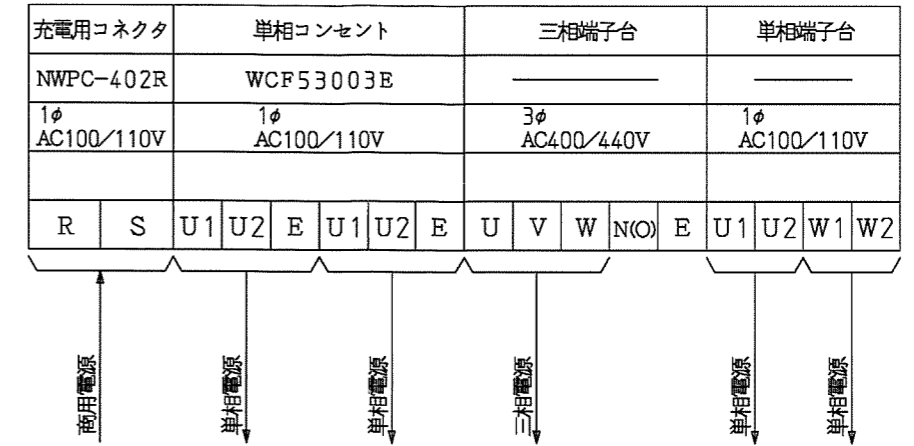 充電用コネクタ 単相コンセント 三相端子台 単相端子台
NWPC-402R WCF53003E
1φ 1φ 3φ 1φ
AC100/110V AC100/110V AC400/440V AC100/110V
R S U1 U2 E U1 U2 E U V W N(O) E U1 U2 W1 W2
商用電源 単相電源 単相電源 三相電源 単相電源 単相電源